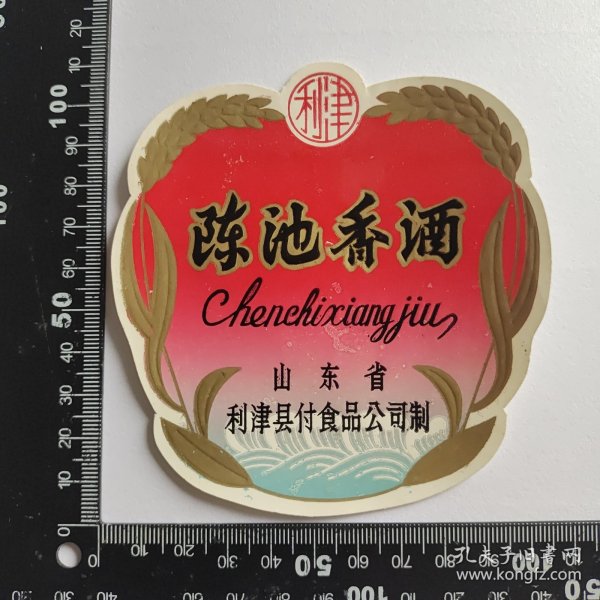 利津
陈池香酒
Chenchixiangjiu
山东省
利津县付食品公司制
孔夫子旧书网
www.kongfz.com